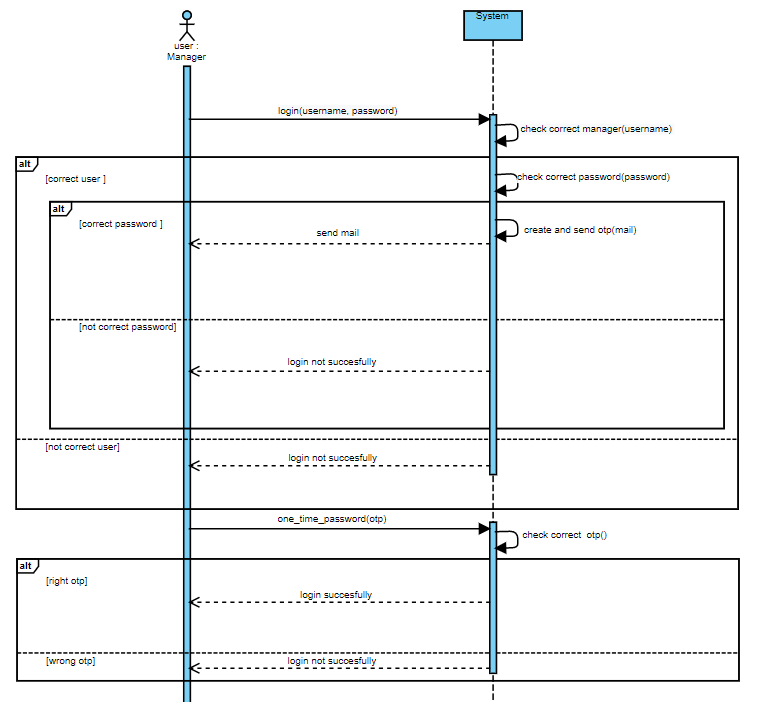 System
user :
Manager
login(username, password)
check correct manager(username)
alt
[correct user ]
check correct password(password)
alt
[correct password ]
create and send otp(mail)
send mail
[not correct password]
login not succesfully
[not correct user]
login not succesfully
one_time_password(otp)
check correct  otp()
alt
[right otp]
login succesfully
[wrong otp]
login not succesfully